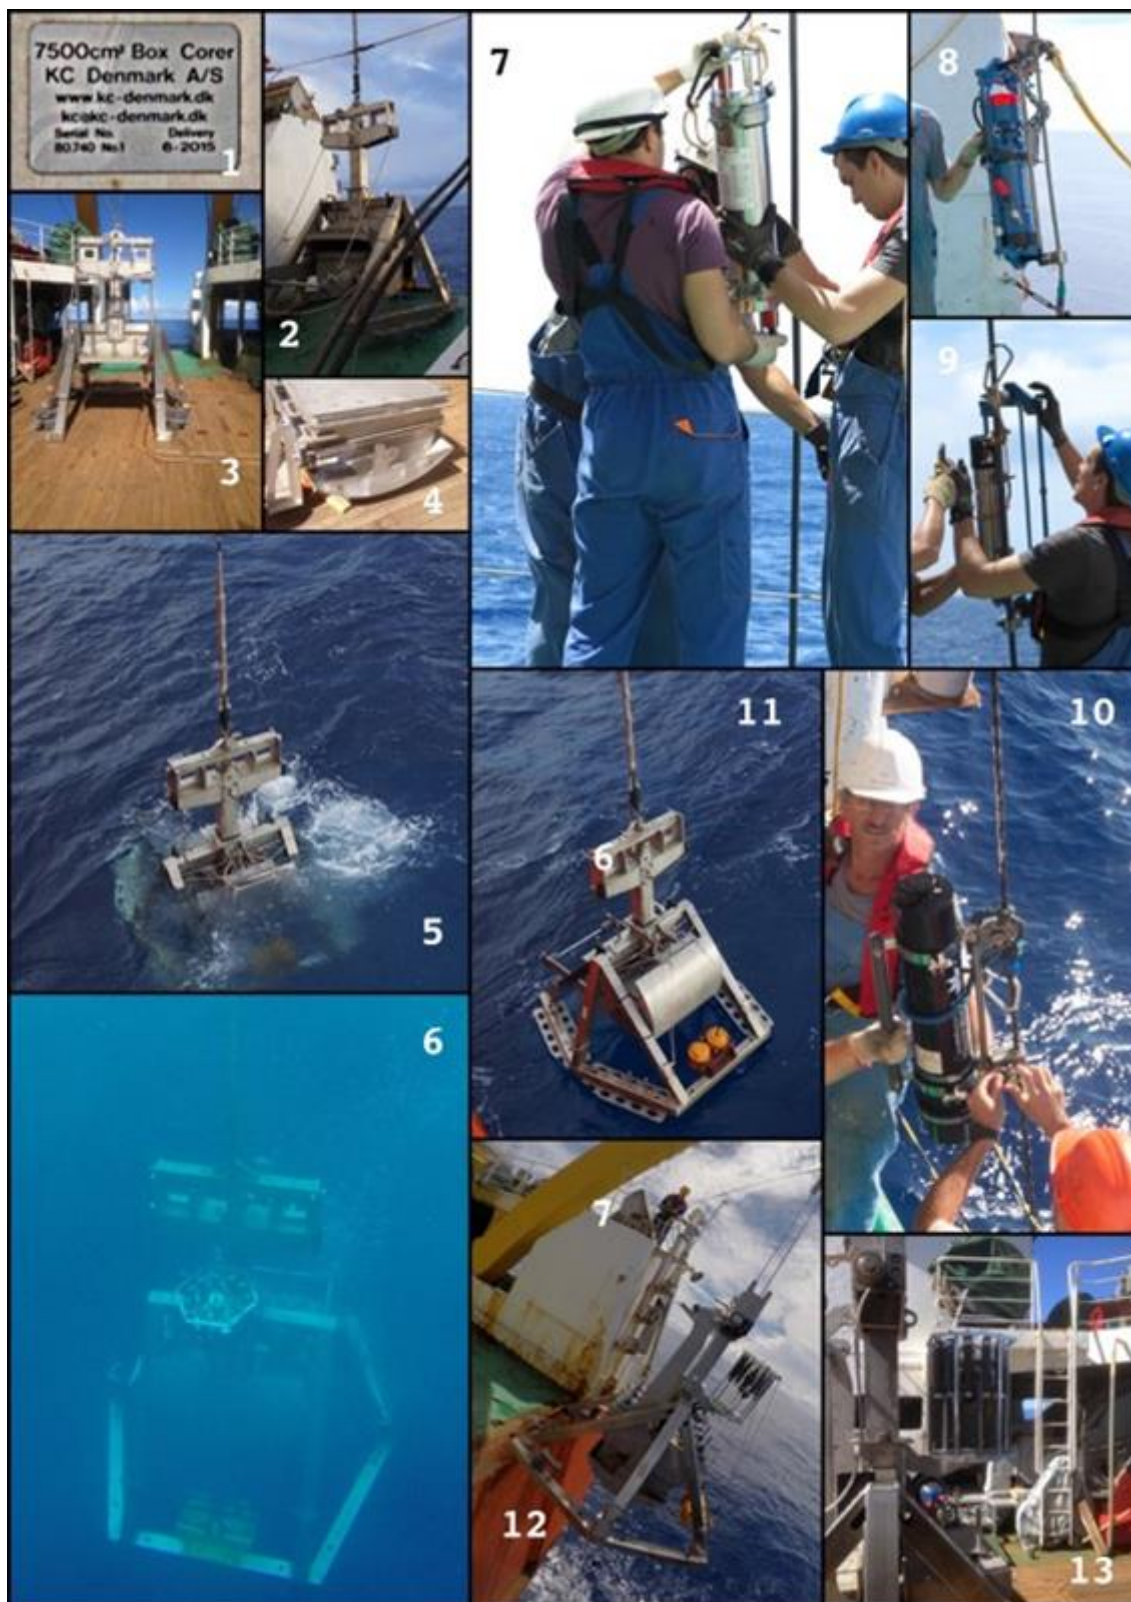 7500cm² Box Corer
KC Denmark A/S
www.kc-denmark.dk
kc@kc-denmark.dk
Serial No. Delivery
80.740 No.1 6-2015
1
2
3
4
5
6
7
8
9
10
11
6
12
7
13